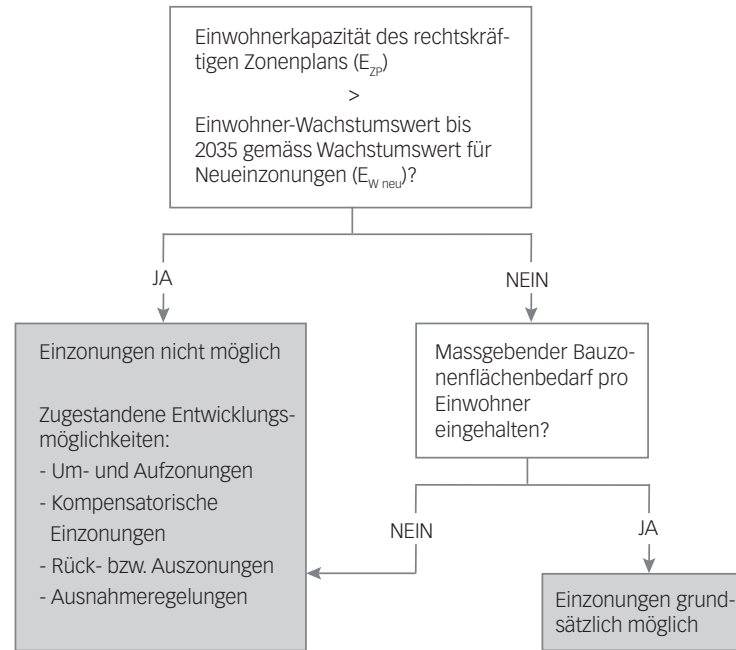 Einwohnerkapazität des rechtskräf-
tigen Zonenplans (E_ZP)
>
Einwohner-Wachstumswert bis
2035 gemäss Wachstumswert für
Neueinzonungen (E_W neu)?
JA
NEIN
Einzonungen nicht möglich
Zugestandene Entwicklungs-
möglichkeiten:
- Um- und Aufzonungen
- Kompensatorische
Einzonungen
- Rück- bzw. Auszonungen
- Ausnahmeregelungen
Massgebender Bauzo-
nenflächenbedarf pro
Einwohner
eingehalten?
NEIN
JA
Einzonungen grund-
sätzlich möglich